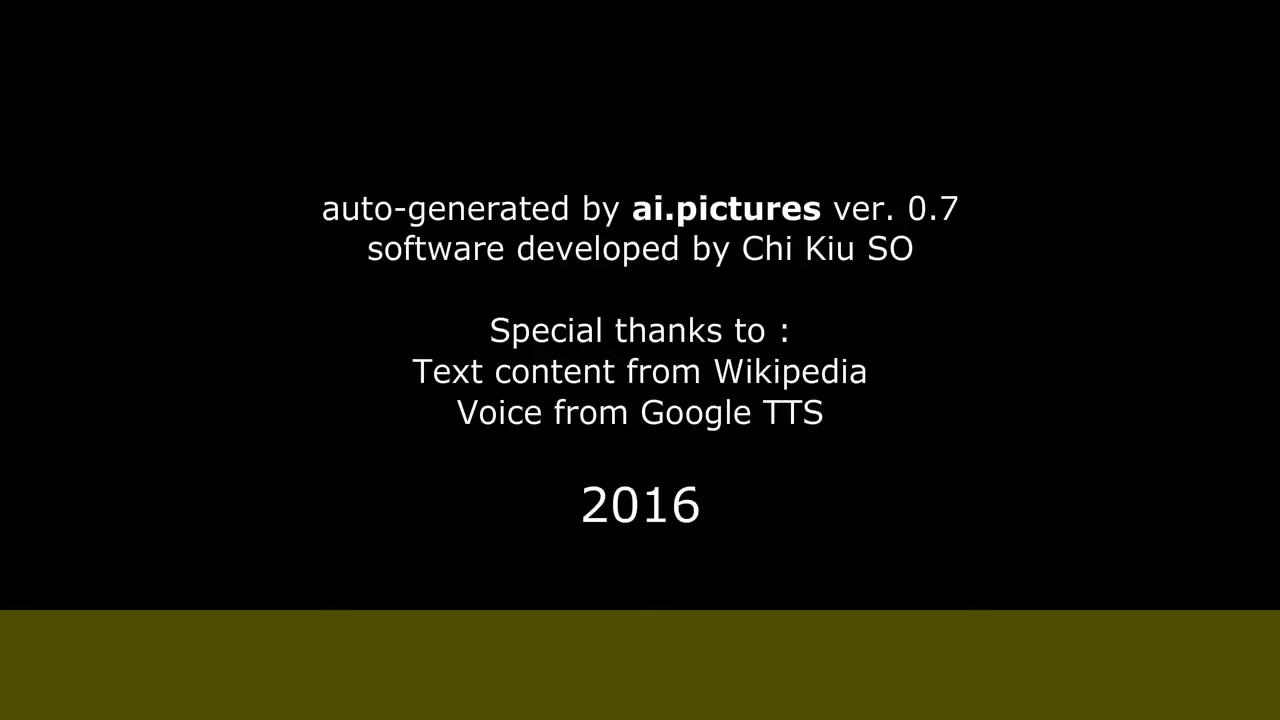 auto-generated by ai.pictures ver. 0.7
software developed by Chi Kiu SO
Special thanks to :
Text content from Wikipedia
Voice from Google TTS
2016